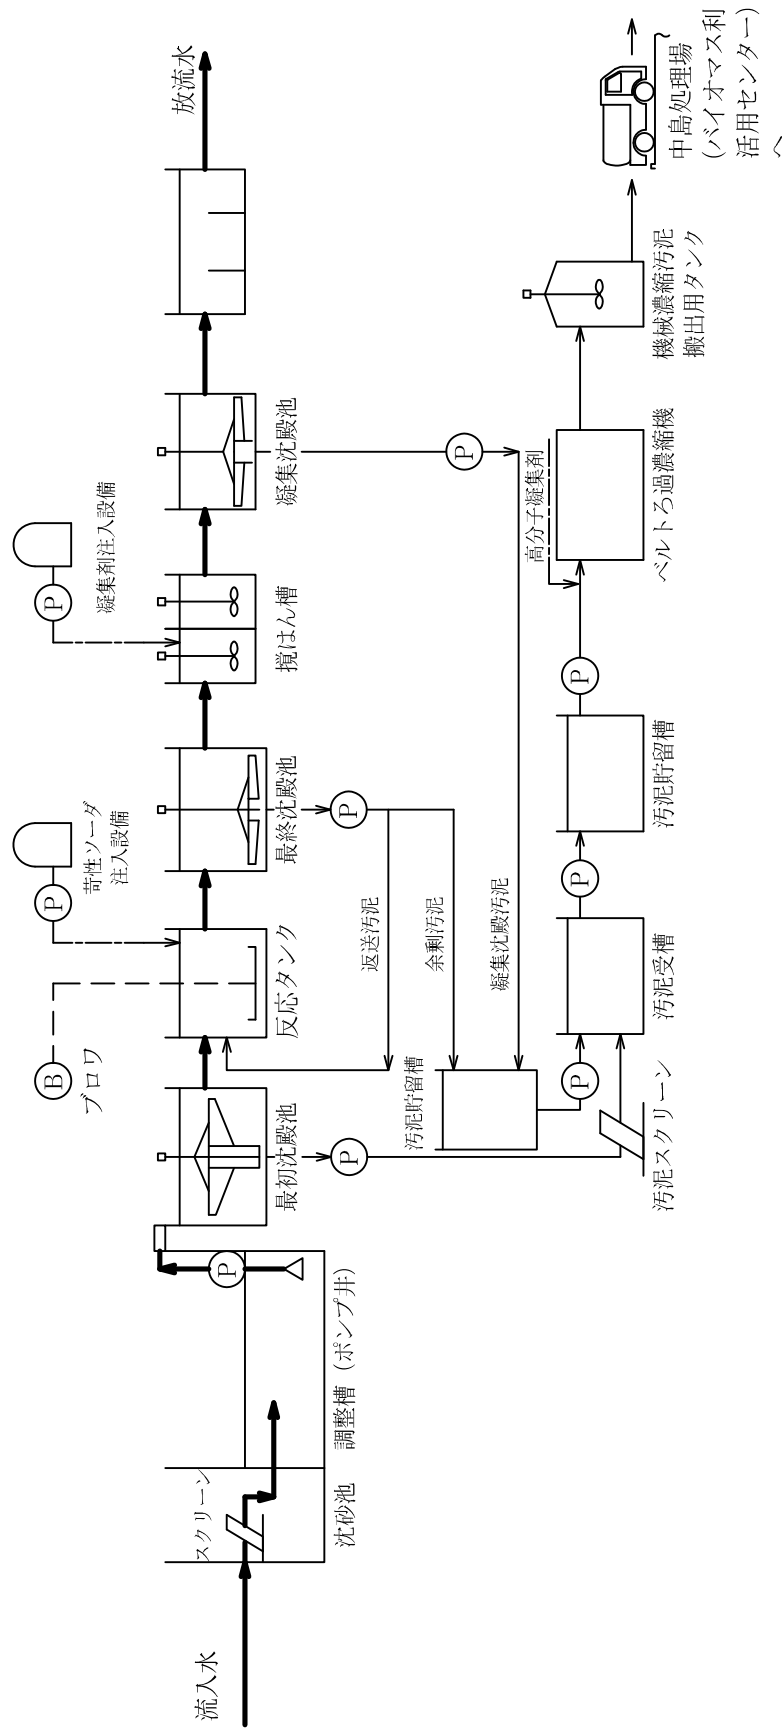 流入水
スクリーン
沈砂池
調整槽（ポンプ井）
P
最初沈殿池
P
B
ブロワ
反応タンク
P
苛性ソーダ
注入設備
最終沈殿池
P
撹はん槽
P
凝集剤注入設備
凝集沈殿池
P
放流水
返送汚泥
余剰汚泥
凝集沈殿汚泥
汚泥貯留槽
P
汚泥スクリーン
汚泥受槽
P
汚泥貯留槽
P
高分子凝集剤
ベルトろ過濃縮機
機械濃縮汚泥
搬出用タンク
中島処理場
（バイオマス利
活用センター）
へ